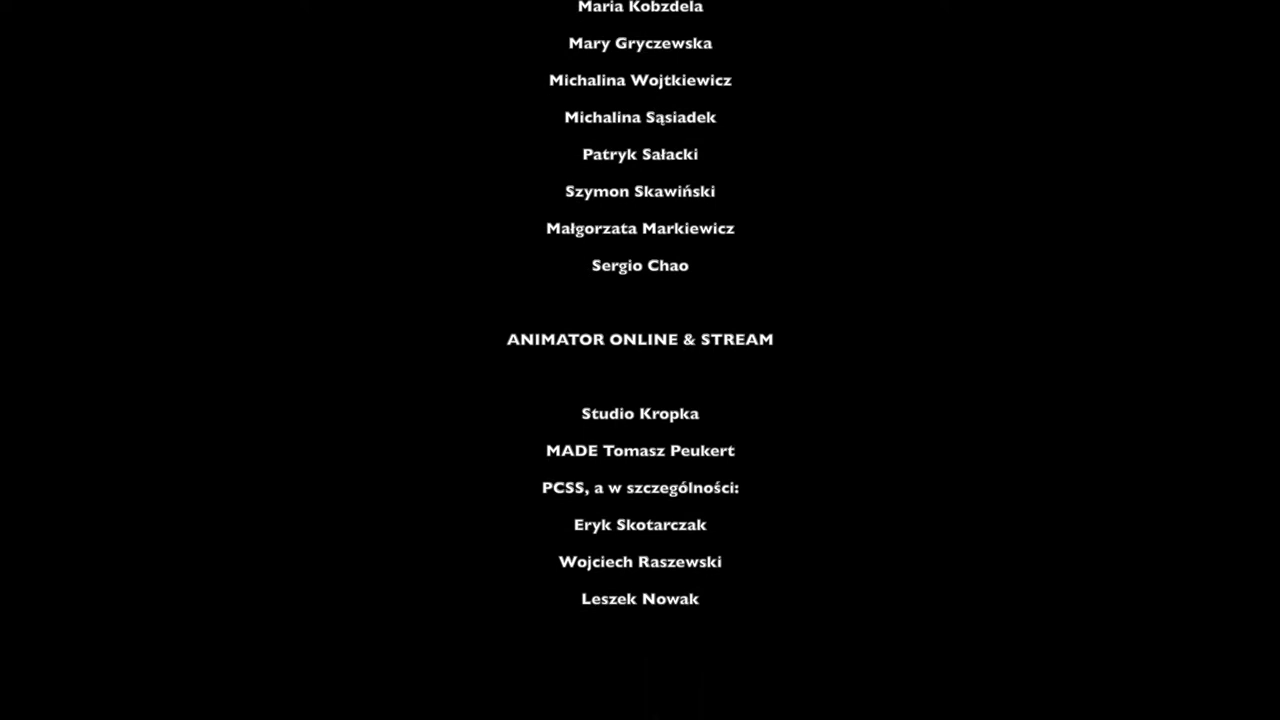 Maria Kobzdela
Mary Gryczewska
Michalina Wojtkiewicz
Michalina Sąsiadek
Patryk Sałacki
Szymon Skawiński
Małgorzata Markiewicz
Sergio Chao
ANIMATOR ONLINE & STREAM
Studio Kropka
MADE Tomasz Peukert
PCSS, a w szczególności:
Eryk Skotarczak
Wojciech Raszewski
Leszek Nowak